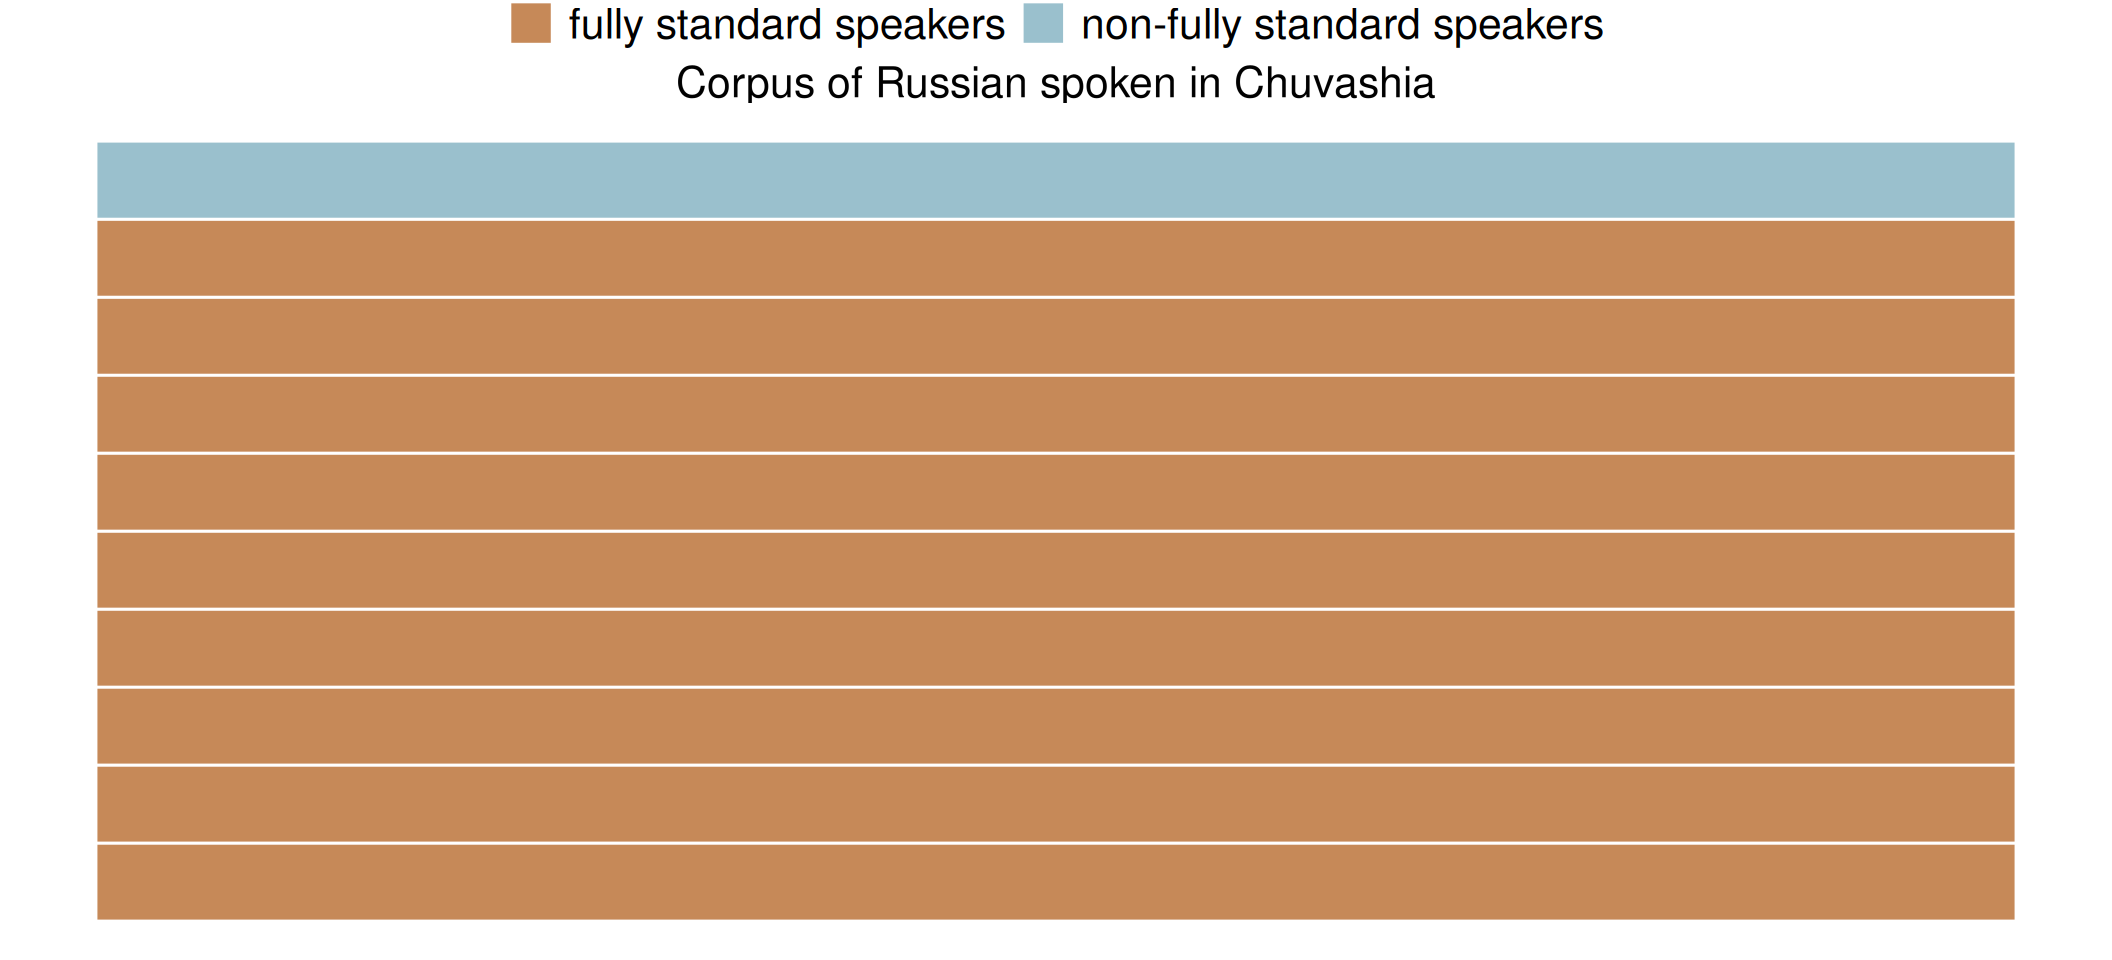 fully standard speakers non-fully standard speakers
Corpus of Russian spoken in Chuvashia